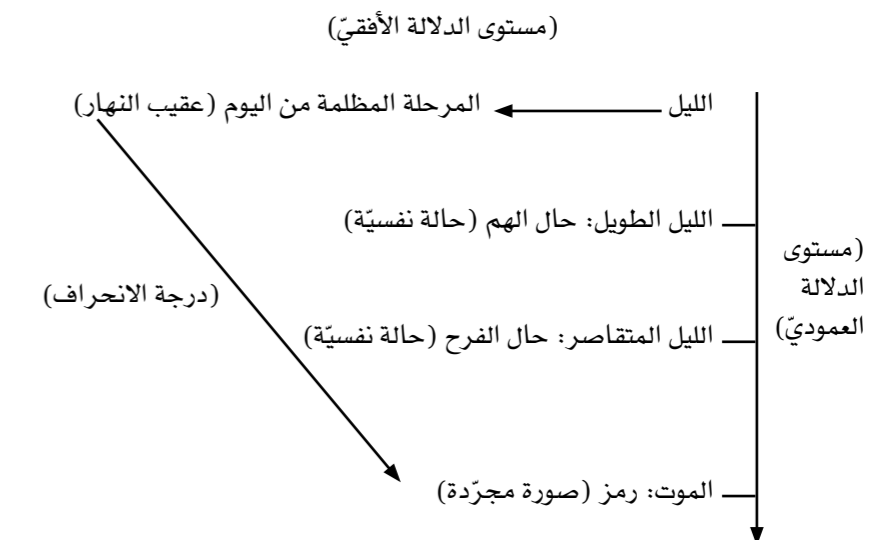 (مستوى الدلالة الأفقيّ)
الليل
المرحلة المظلمة من اليوم (عقيب النهار)
الليل الطويل: حال الهم (حالة نفسيّة)
(مستوى
الدلالة
العموديّ)
(درجة الانحراف)
الليل المتقاصر: حال الفرح (حالة نفسيّة)
الموت: رمز (صورة مجرّدة)